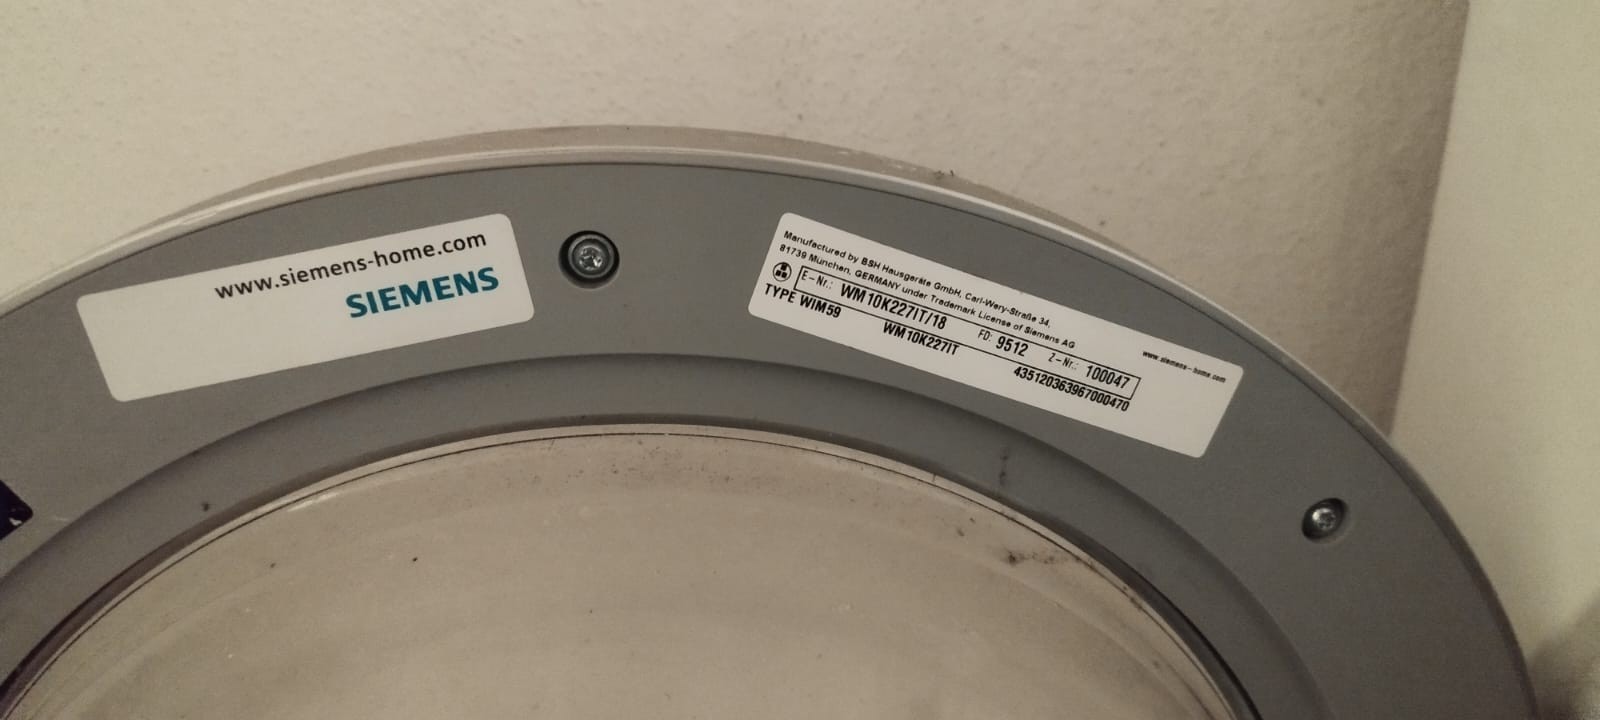 www.siemens-home.com
SIEMENS
Manufactured by BSH Hausgeräte GmbH, Carl-Wery-Straße 34,
81739 München, GERMANY under Trademark License of Siemens AG
www.siemens-home.com
E-Nr.: WM10K227IT/18 FD: 9512 Z-Nr.: 100047
TYPE WIM59 WM10K227IT 435120363967000470